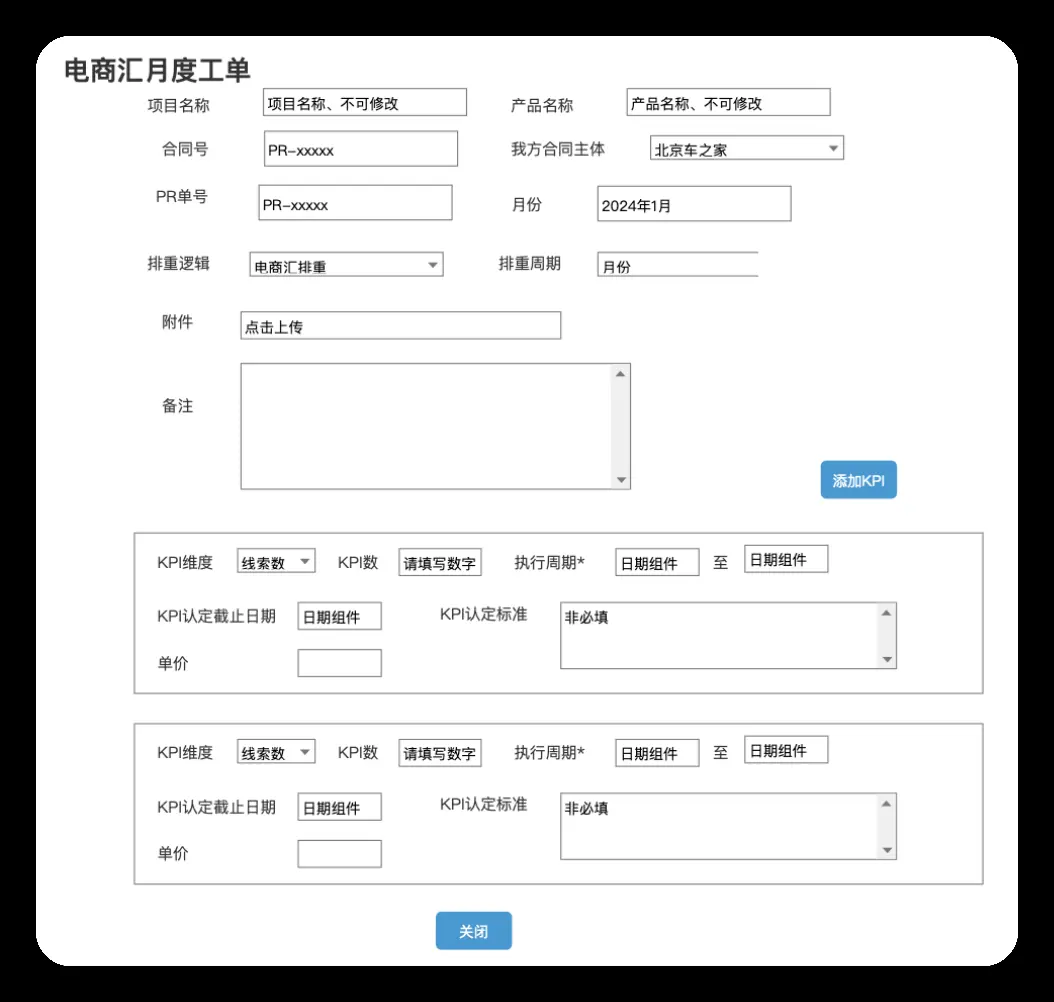 电商汇月度工单
项目名称 项目名称、不可修改 产品名称 产品名称、不可修改
合同号 PR-xxxxx 我方合同主体 北京车之家
PR单号 PR-xxxxx 月份 2024年1月
排重逻辑 电商汇排重 排重周期 月份
附件 点击上传
备注
添加KPI
KPI维度 线索数 KPI数 请填写数字 执行周期* 日期组件 至 日期组件
KPI认定截止日期 日期组件 KPI认定标准 非必填
单价
KPI维度 线索数 KPI数 请填写数字 执行周期* 日期组件 至 日期组件
KPI认定截止日期 日期组件 KPI认定标准 非必填
单价
关闭